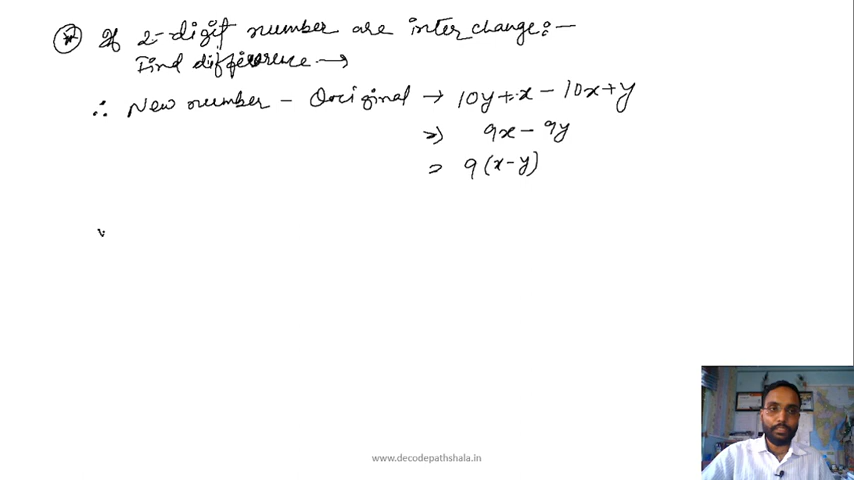 * If 2-digit number are interchange:-
Find difference →
∴ New number - Original → 10y+x - 10x+y
⇒ 9x - 9y
= 9(x-y)
www.decodepathshala.in